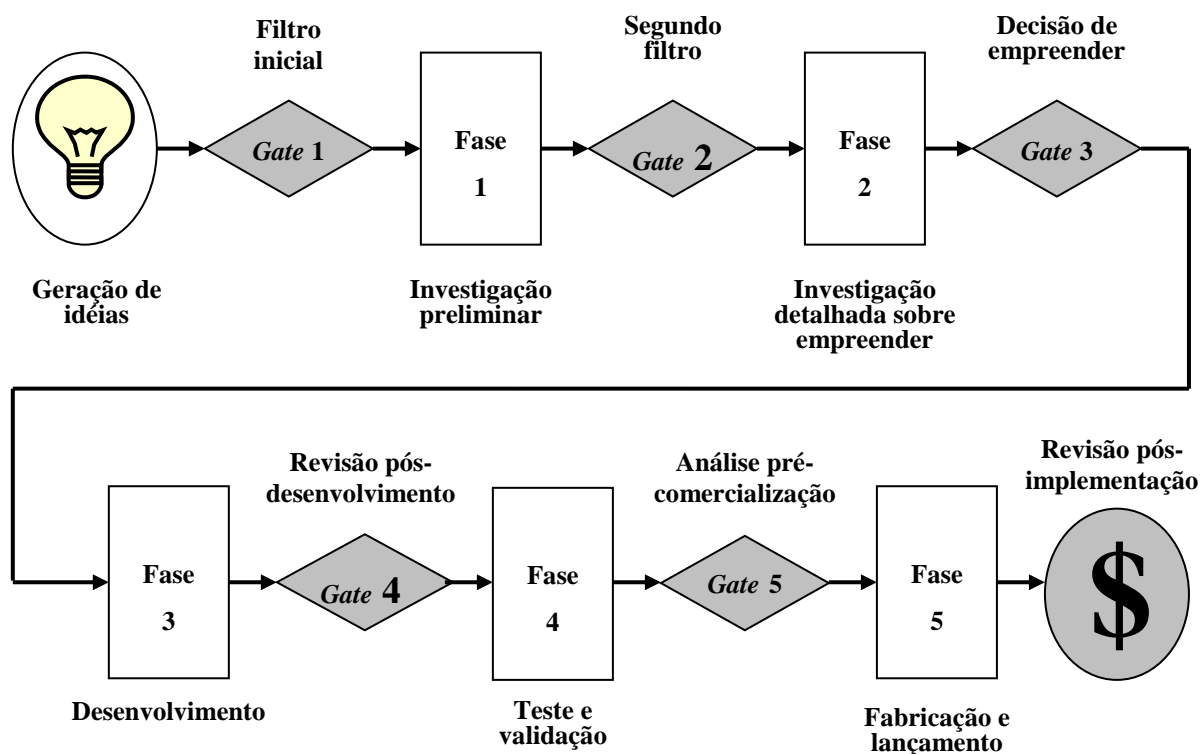 Filtro
inicial
Segundo
filtro
Decisão de
empreender
Gate 1
Fase
1
Gate 2
Fase
2
Gate 3
Geração de
idéias
Investigação
preliminar
Investigação
detalhada sobre
empreender
Revisão pós-
desenvolvimento
Análise pré-
comercialização
Revisão pós-
implementação
Fase
3
Gate 4
Fase
4
Gate 5
Fase
5
$
Desenvolvimento
Teste e
validação
Fabricação e
lançamento